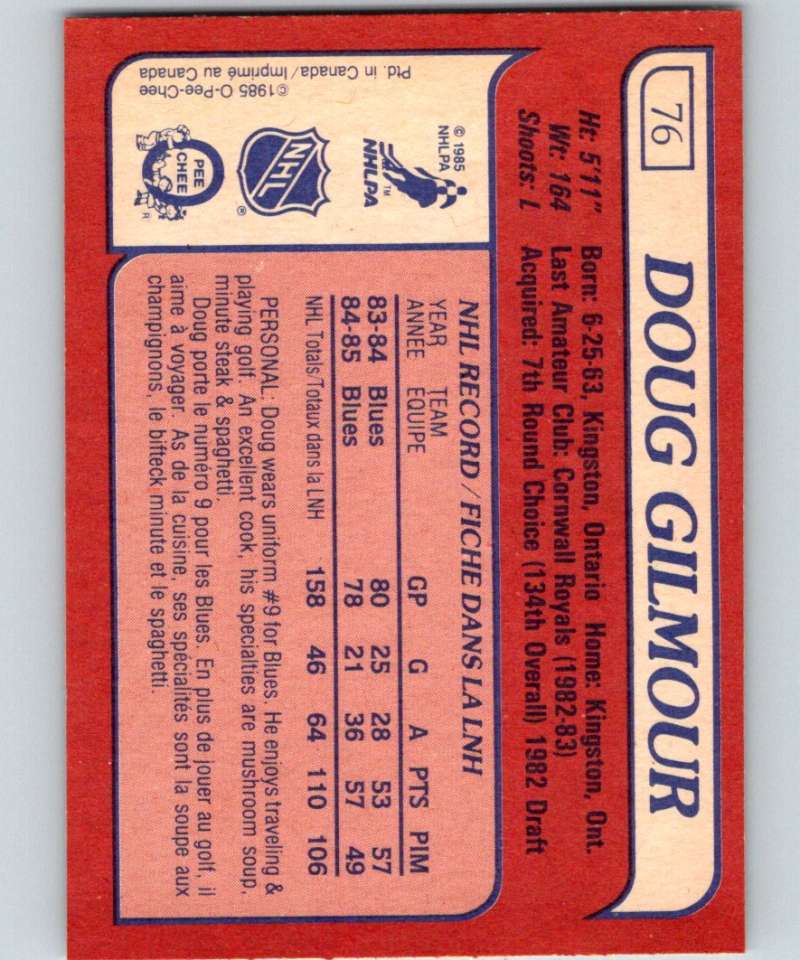 76
DOUG GILMOUR
Ht: 5'11" Born: 6-25-63, Kingston, Ontario Home: Kingston, Ont.
Wt: 164 Last Amateur Club: Cornwall Royals (1982-83)
Shoots: L Acquired: 7th Round Choice (134th Overall) 1982 Draft
© 1985
NHLPA
NHLPA
TM
NHL
®
O
PEE
CHEE
R
©1985 O-Pee-Chee
Ptd. in Canada/Imprimé au Canada
NHL RECORD/FICHE DANS LA LNH
YEAR TEAM
ANNÉE ÉQUIPE GP G A PTS PIM
83-84 Blues 80 25 28 53 57
84-85 Blues 78 21 36 57 49
NHL Totals/Totaux dans la LNH 158 46 64 110 106
PERSONAL: Doug wears uniform #9 for Blues. He enjoys traveling &
playing golf. An excellent cook, his specialties are mushroom soup,
minute steak & spaghetti.
Doug porte le numéro 9 pour les Blues. En plus de jouer au golf, il
aime à voyager. As de la cuisine, ses spécialités sont la soupe aux
champignons, le bifteck minute et le spaghetti.